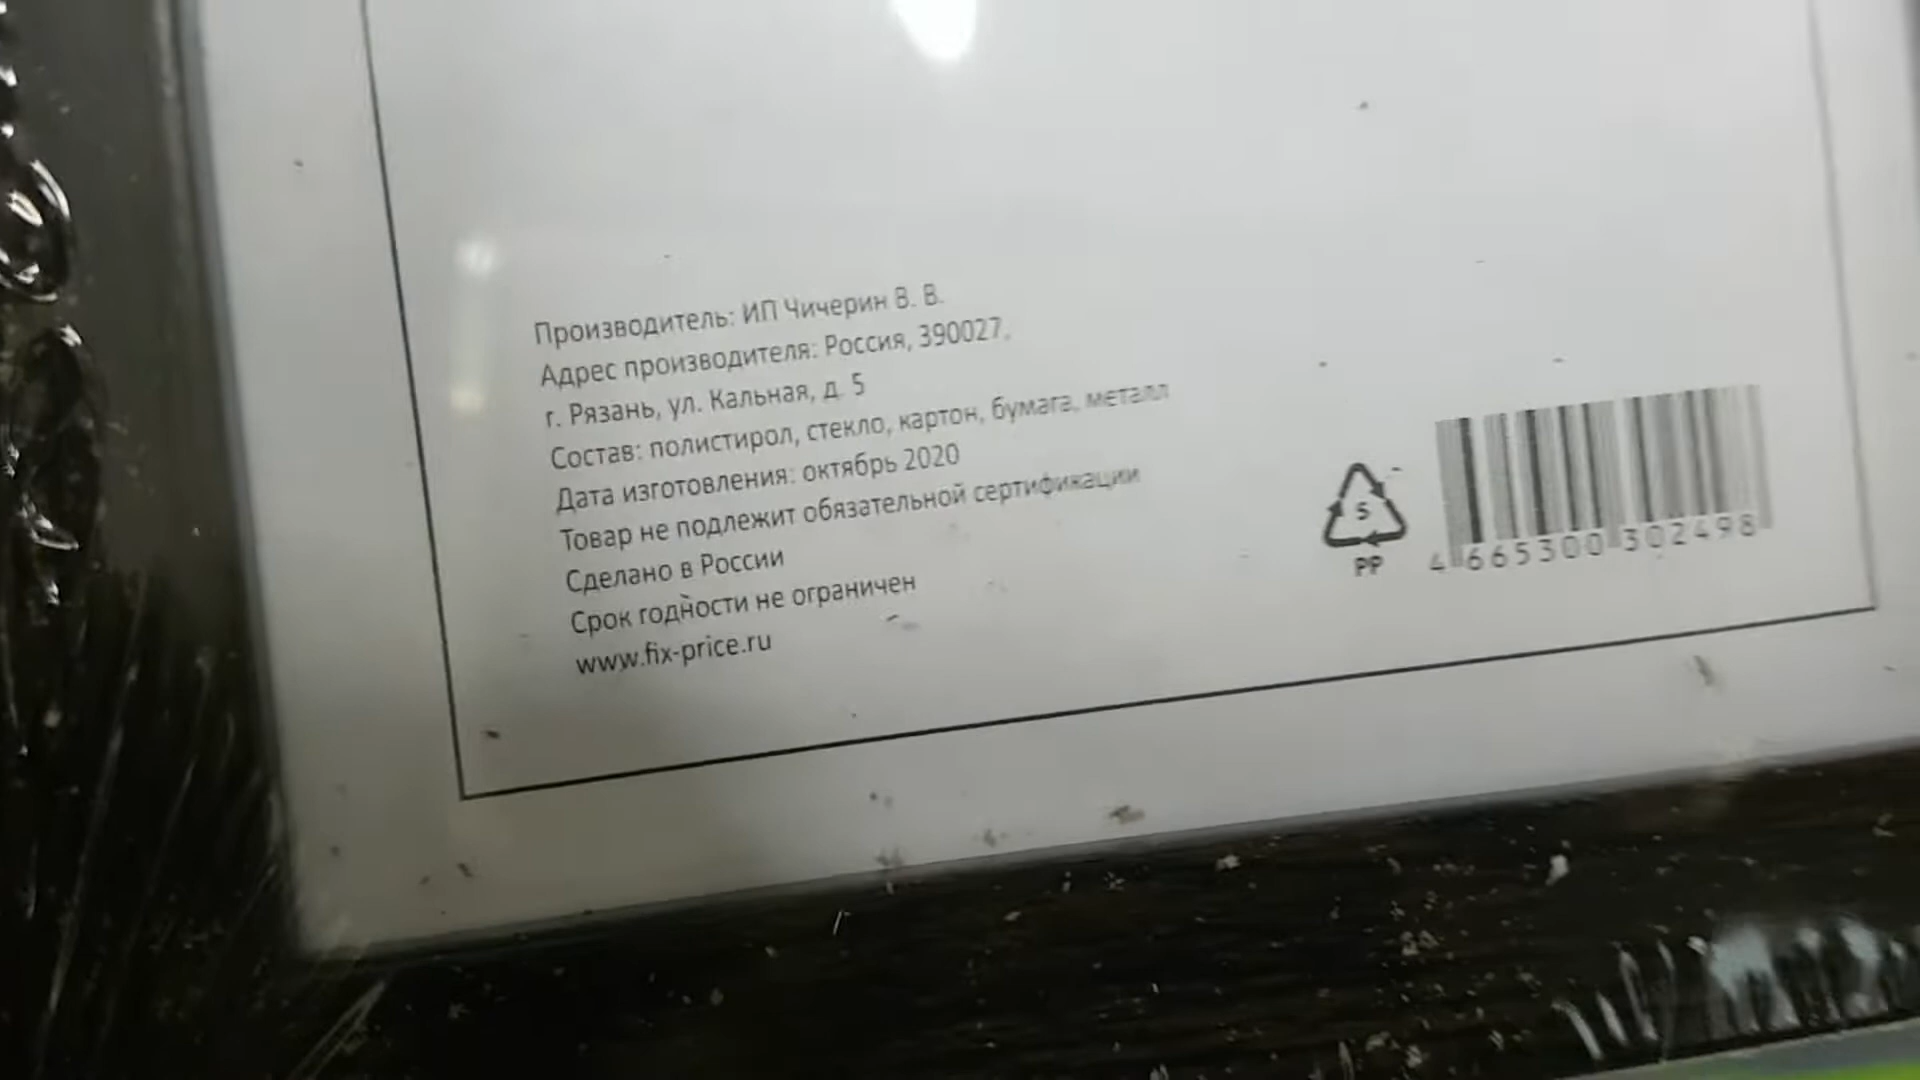 Производитель: ИП Чичерин В. В.
Адрес производителя: Россия, 390027,
г. Рязань, ул. Кальная, д. 5
Состав: полистирол, стекло, картон, бумага, металл
Дата изготовления: октябрь 2020
Товар не подлежит обязательной сертификации
Сделано в России
Срок годности не ограничен
www.fix-price.ru
5
PP
4 665300 302498